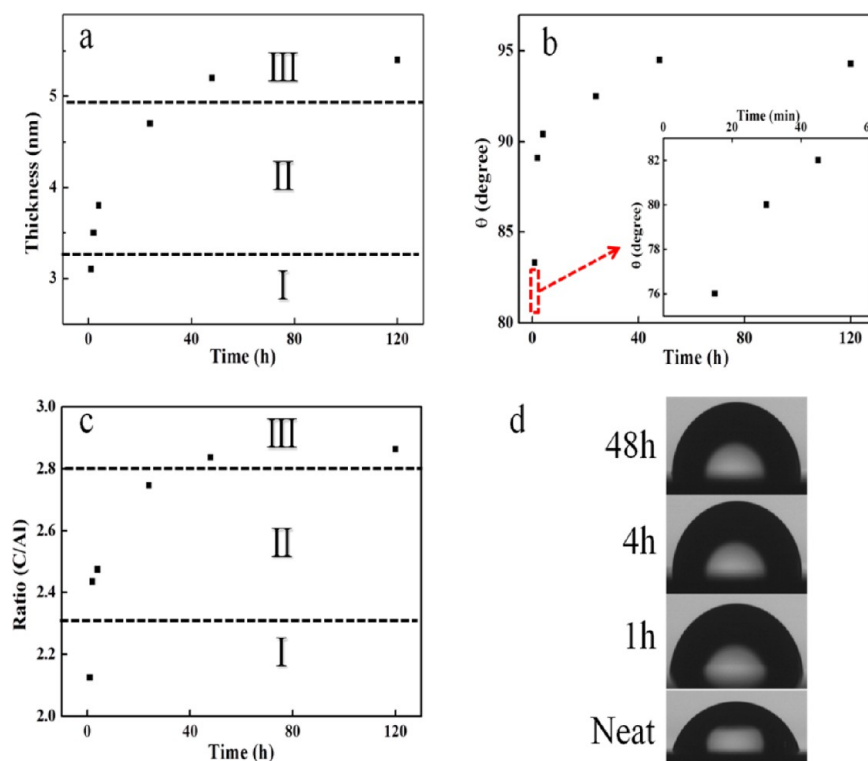 a
III
II
I
5
4
3
Thickness (nm)
0 40 80 120
Time (h)
b
95
90
85
80
θ (degree)
0 40 80 120
Time (h)
Time (min)
0 20 40 60
82
80
78
76
θ (degree)
c
III
II
I
3.0
2.8
2.6
2.4
2.2
2.0
Ratio (C/Al)
0 40 80 120
Time (h)
d
48h
4h
1h
Neat